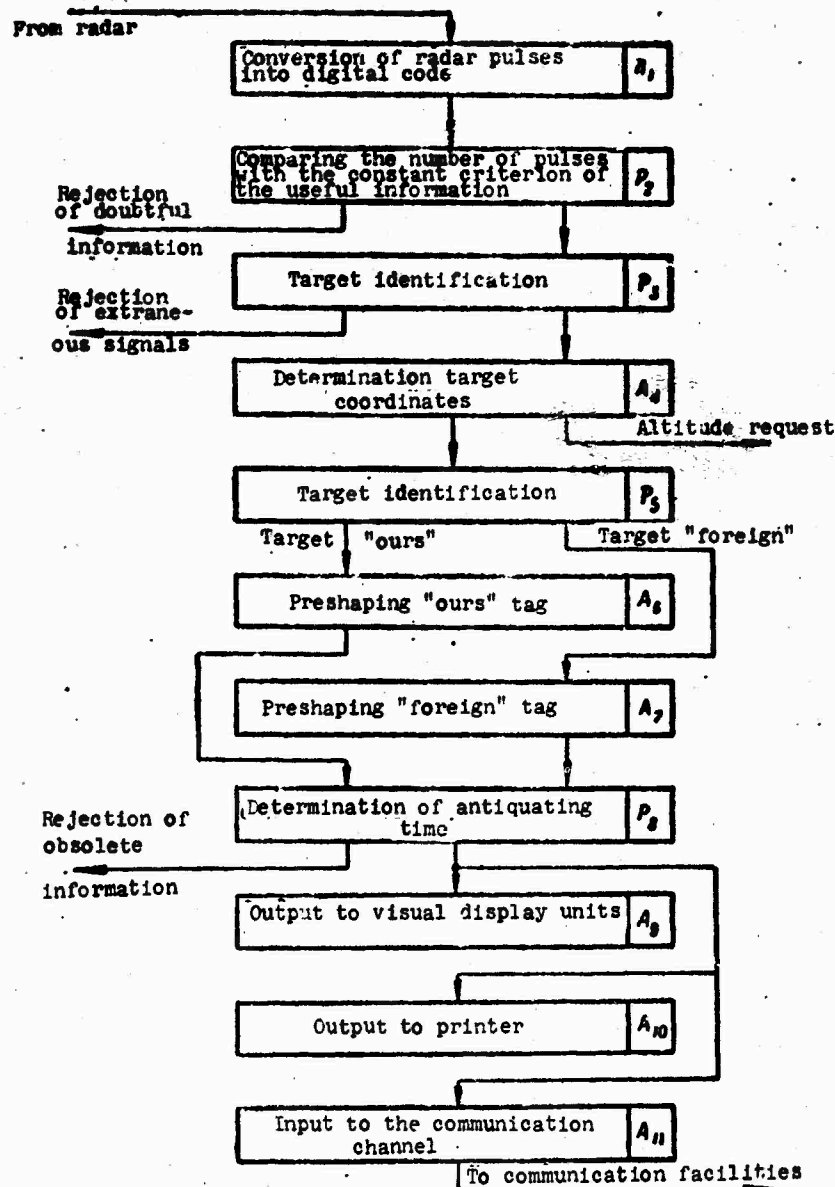 From radar
Conversion of radar pulses
into digital code
A₁
Comparing the number of pulses
with the constant criterion of
the useful information
P₂
Rejection
of doubtful
information
Target identification
P₃
Rejection
of extrane-
ous signals
Determination target
coordinates
A₄
Altitude request
Target identification
P₅
Target "ours"
Target "foreign"
Preshaping "ours" tag
A₆
Preshaping "foreign" tag
A₇
Determination of antiquating
time
P₈
Rejection of
obsolete
information
Output to visual display units
A₉
Output to printer
A₁₀
Input to the communication
channel
A₁₁
To communication facilities